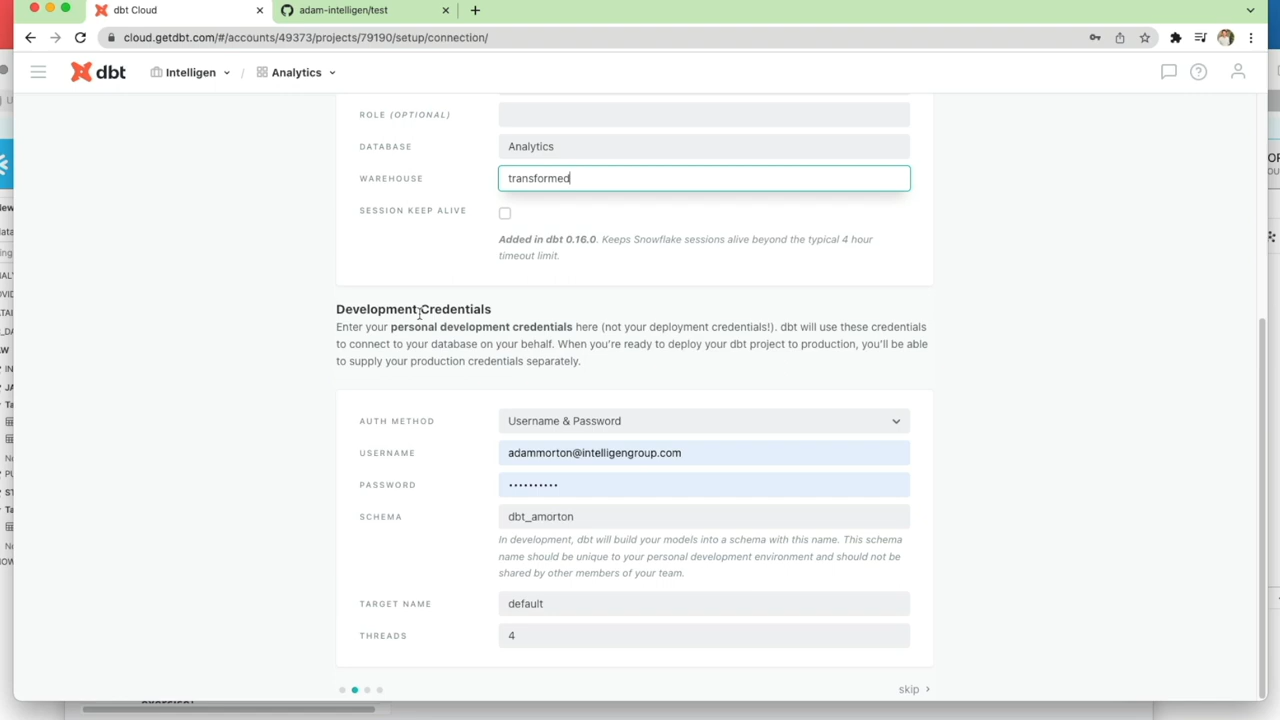 dbt Cloud
adam-intelligen/test
cloud.getdbt.com/#/accounts/49373/projects/79190/setup/connection/
dbt
Intelligen
/
Analytics
ROLE (OPTIONAL)
DATABASE
Analytics
WAREHOUSE
transformed
SESSION KEEP ALIVE
Added in dbt 0.16.0. Keeps Snowflake sessions alive beyond the typical 4 hour
timeout limit.
Development Credentials
Enter your personal development credentials here (not your deployment credentials!). dbt will use these credentials
to connect to your database on your behalf. When you're ready to deploy your dbt project to production, you'll be able
to supply your production credentials separately.
AUTH METHOD
Username & Password
USERNAME
adammorton@intelligengroup.com
PASSWORD
••••••••••
SCHEMA
dbt_amorton
In development, dbt will build your models into a schema with this name. This schema
name should be unique to your personal development environment and should not be
shared by other members of your team.
TARGET NAME
default
THREADS
4
skip